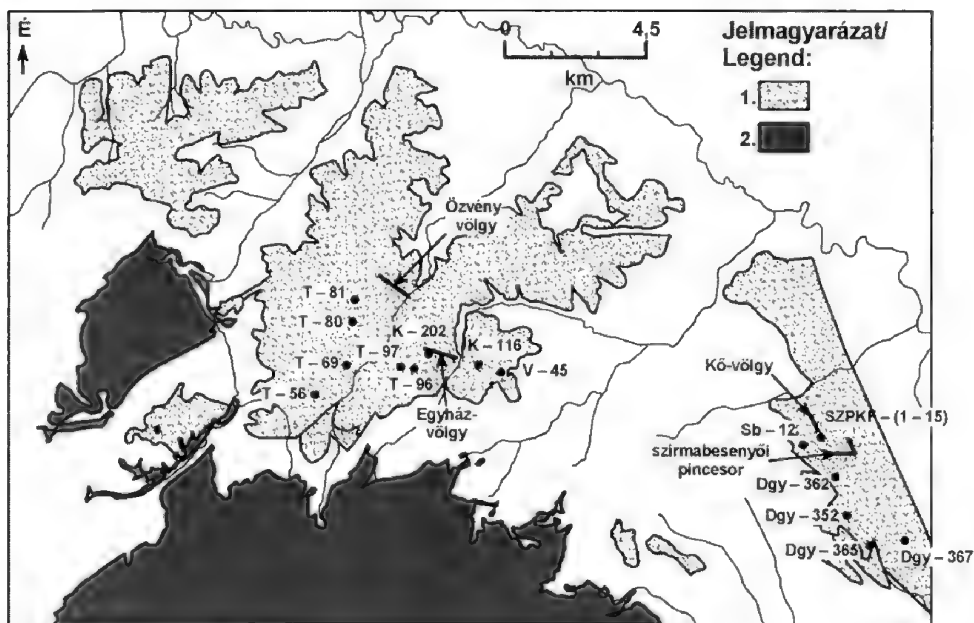 É
0 4,5
km
Jelmagyarázat/
Legend:
1.
2.
Özvény
völgy
T – 81
T – 80
K – 202
T – 69
T – 97
K – 116
T – 96
V – 45
T – 56
Egyház-
völgy
Kő-völgy
SZPKF – (1 – 15)
Sb – 12
szirmabesenyői
pincesor
Dgy – 362
Dgy – 352
Dgy – 365
Dgy – 367